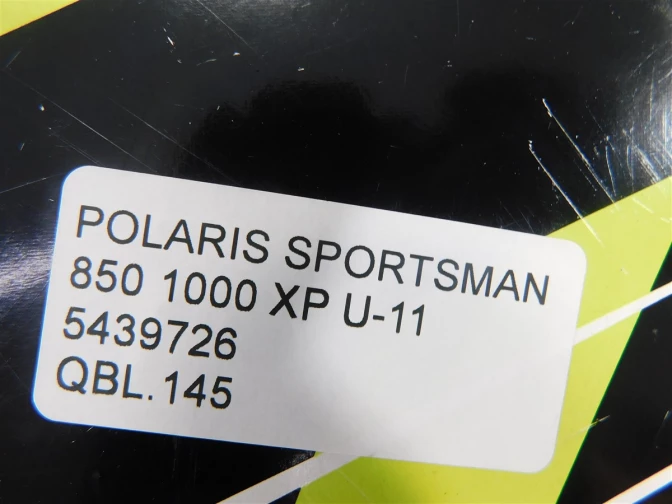 POLARIS SPORTSMAN
850 1000 XP U-11
5439726
QBL.145